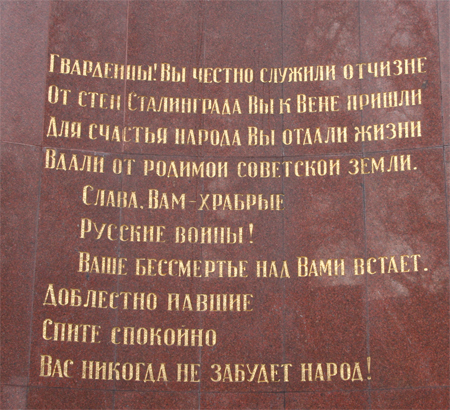 Гвардейцы! Вы честно служили отчизне
От стен Сталинграда Вы к Вене пришли
Для счастья народа Вы отдали жизни
Вдали от родимой советской земли.
Слава, Вам-храбрые
Русские воины!
Ваше бессмертье над Вами встает.
Доблестно павшие
Спите спокойно
Вас никогда не забудет народ!